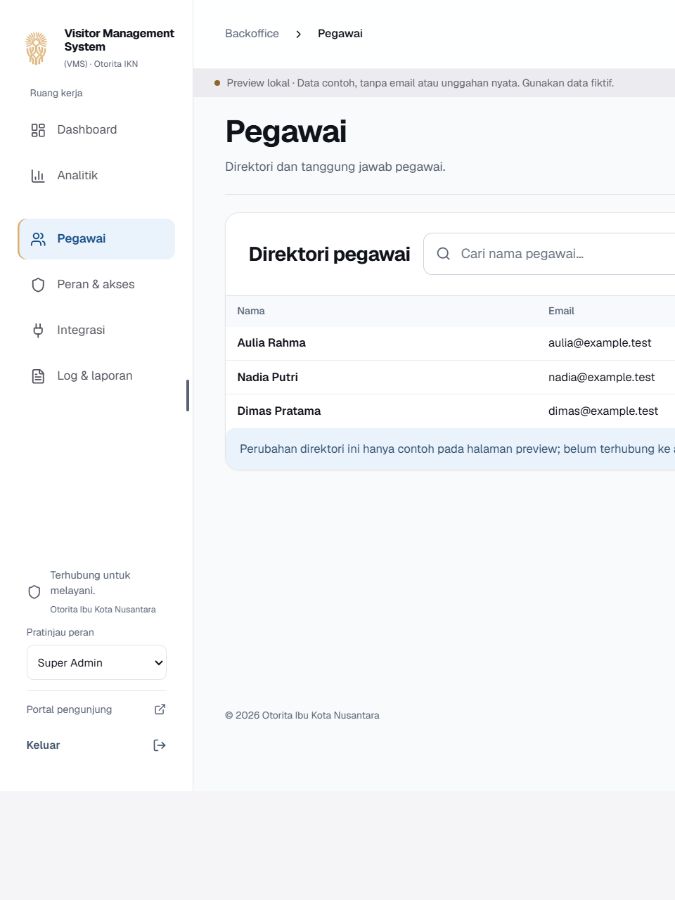 Visitor Management
System
(VMS) · Otorita IKN
Ruang kerja
Dashboard
Analitik
Pegawai
Peran & akses
Integrasi
Log & laporan
Terhubung untuk
melayani.
Otorita Ibu Kota Nusantara
Pratinjau peran
Super Admin
Portal pengunjung
Keluar
Backoffice > Pegawai
Preview lokal · Data contoh, tanpa email atau unggahan nyata. Gunakan data fiktif.
Pegawai
Direktori dan tanggung jawab pegawai.
Direktori pegawai
Cari nama pegawai...
Nama Email
Aulia Rahma aulia@example.test
Nadia Putri nadia@example.test
Dimas Pratama dimas@example.test
Perubahan direktori ini hanya contoh pada halaman preview; belum terhubung ke
© 2026 Otorita Ibu Kota Nusantara